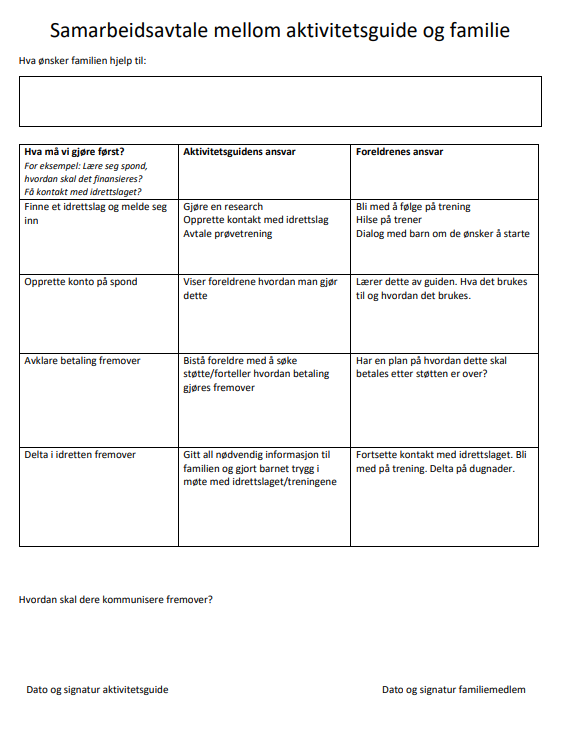 Samarbeidsavtale mellom aktivitetsguide og familie
Hva ønsker familien hjelp til:
Hva må vi gjøre først?
For eksempel: Lære seg spond,
hvordan skal det finansieres?
Få kontakt med idrettslaget?
Aktivitetsguidens ansvar
Foreldrenes ansvar
Finne et idrettslag og melde seg
inn
Gjøre en research
Opprette kontakt med idrettslag
Avtale prøvetrening
Bli med å følge på trening
Hilse på trener
Dialog med barn om de ønsker å starte
Opprette konto på spond
Viser foreldrene hvordan man gjør
dette
Lærer dette av guiden. Hva det brukes
til og hvordan det brukes.
Avklare betaling fremover
Bistå foreldre med å søke
støtte/forteller hvordan betaling
gjøres fremover
Har en plan på hvordan dette skal
betales etter støtten er over?
Delta i idretten fremover
Gitt all nødvendig informasjon til
familien og gjort barnet trygg i
møte med idrettslaget/treningene
Fortsette kontakt med idrettslaget. Bli
med på trening. Delta på dugnader.
Hvordan skal dere kommunisere fremover?
Dato og signatur aktivitetsguide
Dato og signatur familiemedlem